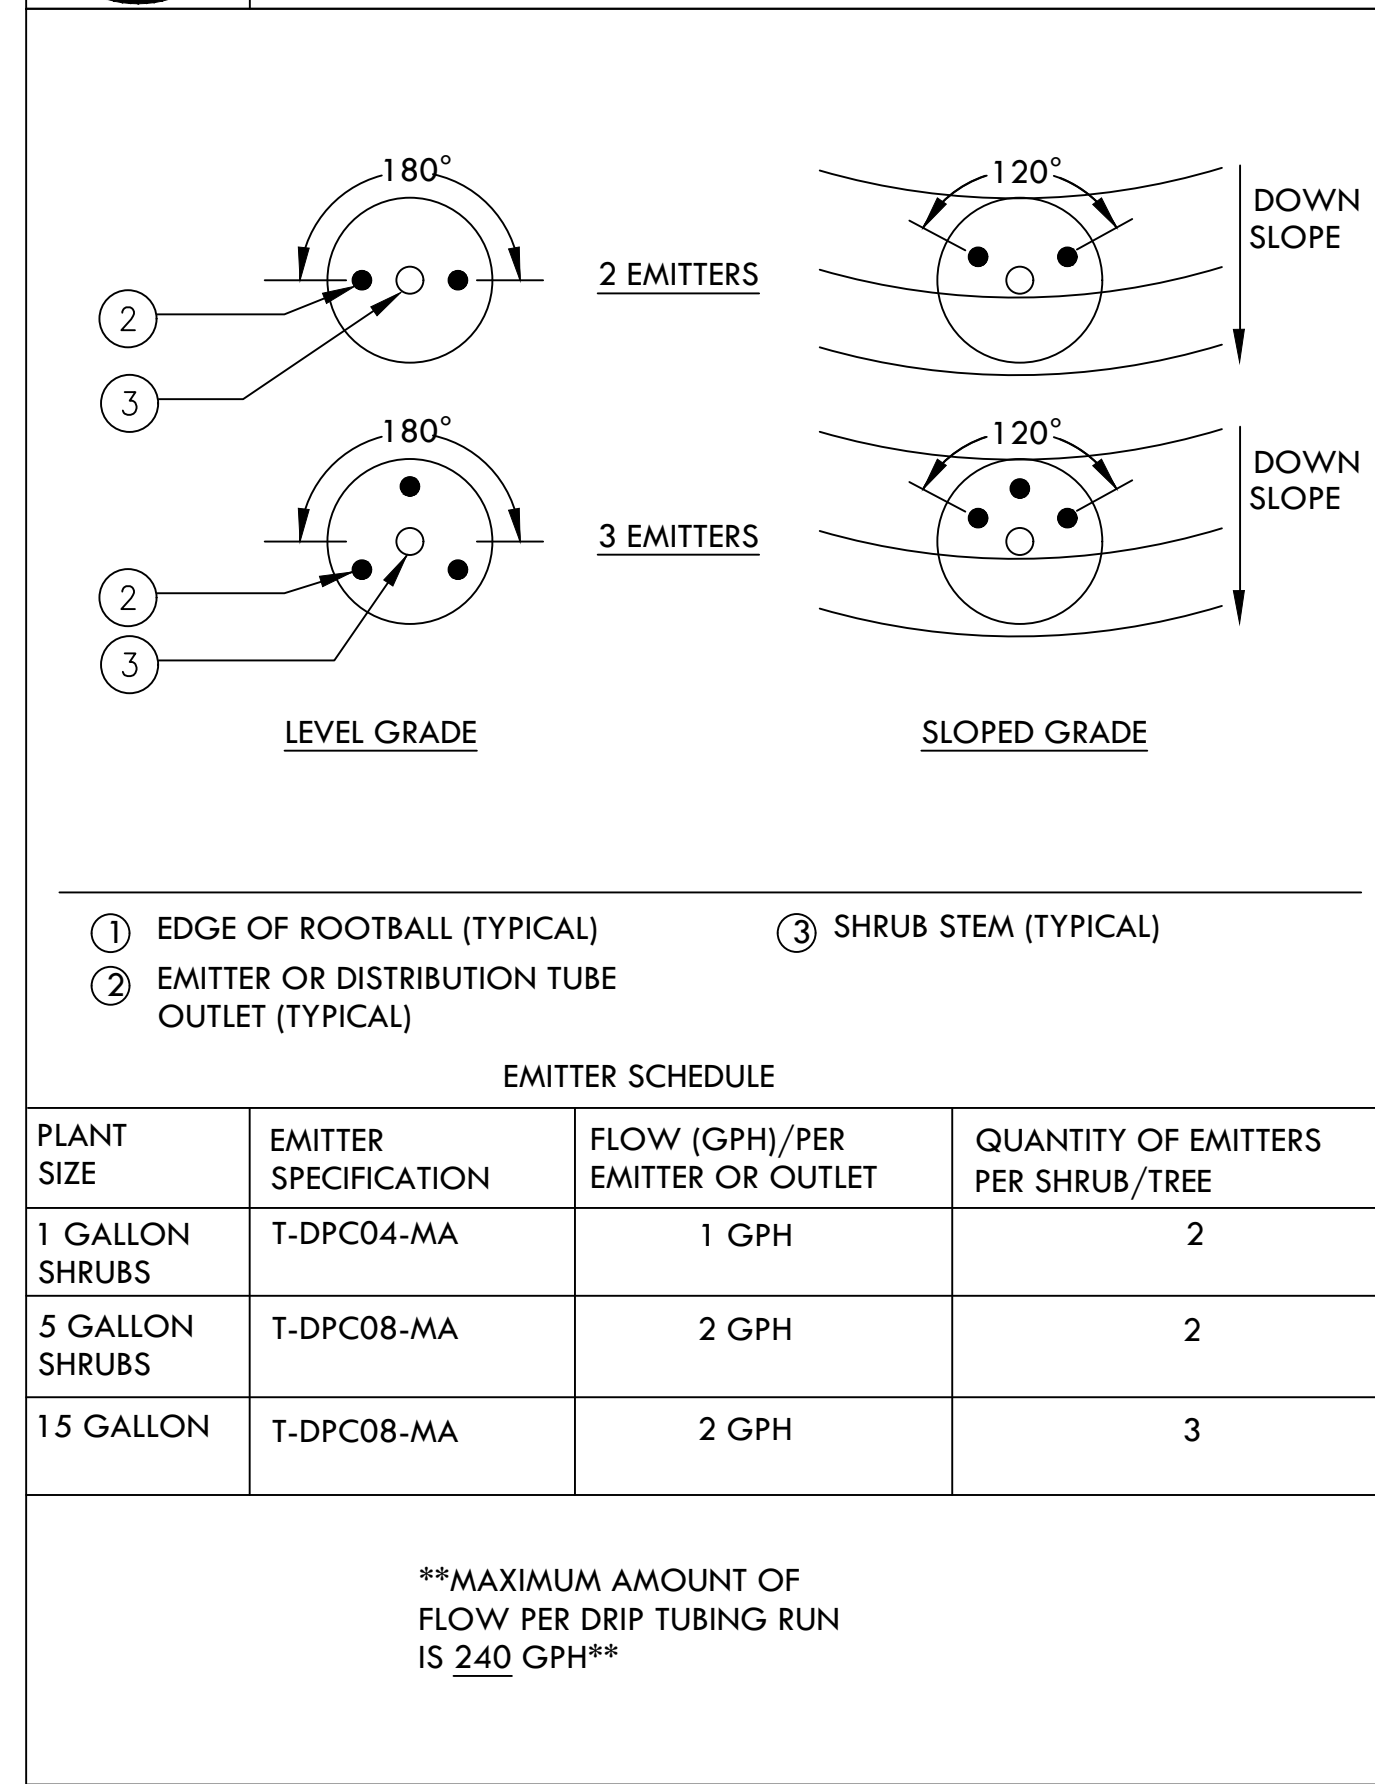 180°
120°
DOWN
SLOPE
2 EMITTERS
2
3
180°
120°
DOWN
SLOPE
3 EMITTERS
2
3
LEVEL GRADE
SLOPED GRADE
1 EDGE OF ROOTBALL (TYPICAL)
3 SHRUB STEM (TYPICAL)
2 EMITTER OR DISTRIBUTION TUBE
OUTLET (TYPICAL)
EMITTER SCHEDULE
PLANT
SIZE
EMITTER
SPECIFICATION
FLOW (GPH)/PER
EMITTER OR OUTLET
QUANTITY OF EMITTERS
PER SHRUB/TREE
1 GALLON
SHRUBS
T-DPC04-MA
1 GPH
2
5 GALLON
SHRUBS
T-DPC08-MA
2 GPH
2
15 GALLON
T-DPC08-MA
2 GPH
3
**MAXIMUM AMOUNT OF
FLOW PER DRIP TUBING RUN
IS 240 GPH**